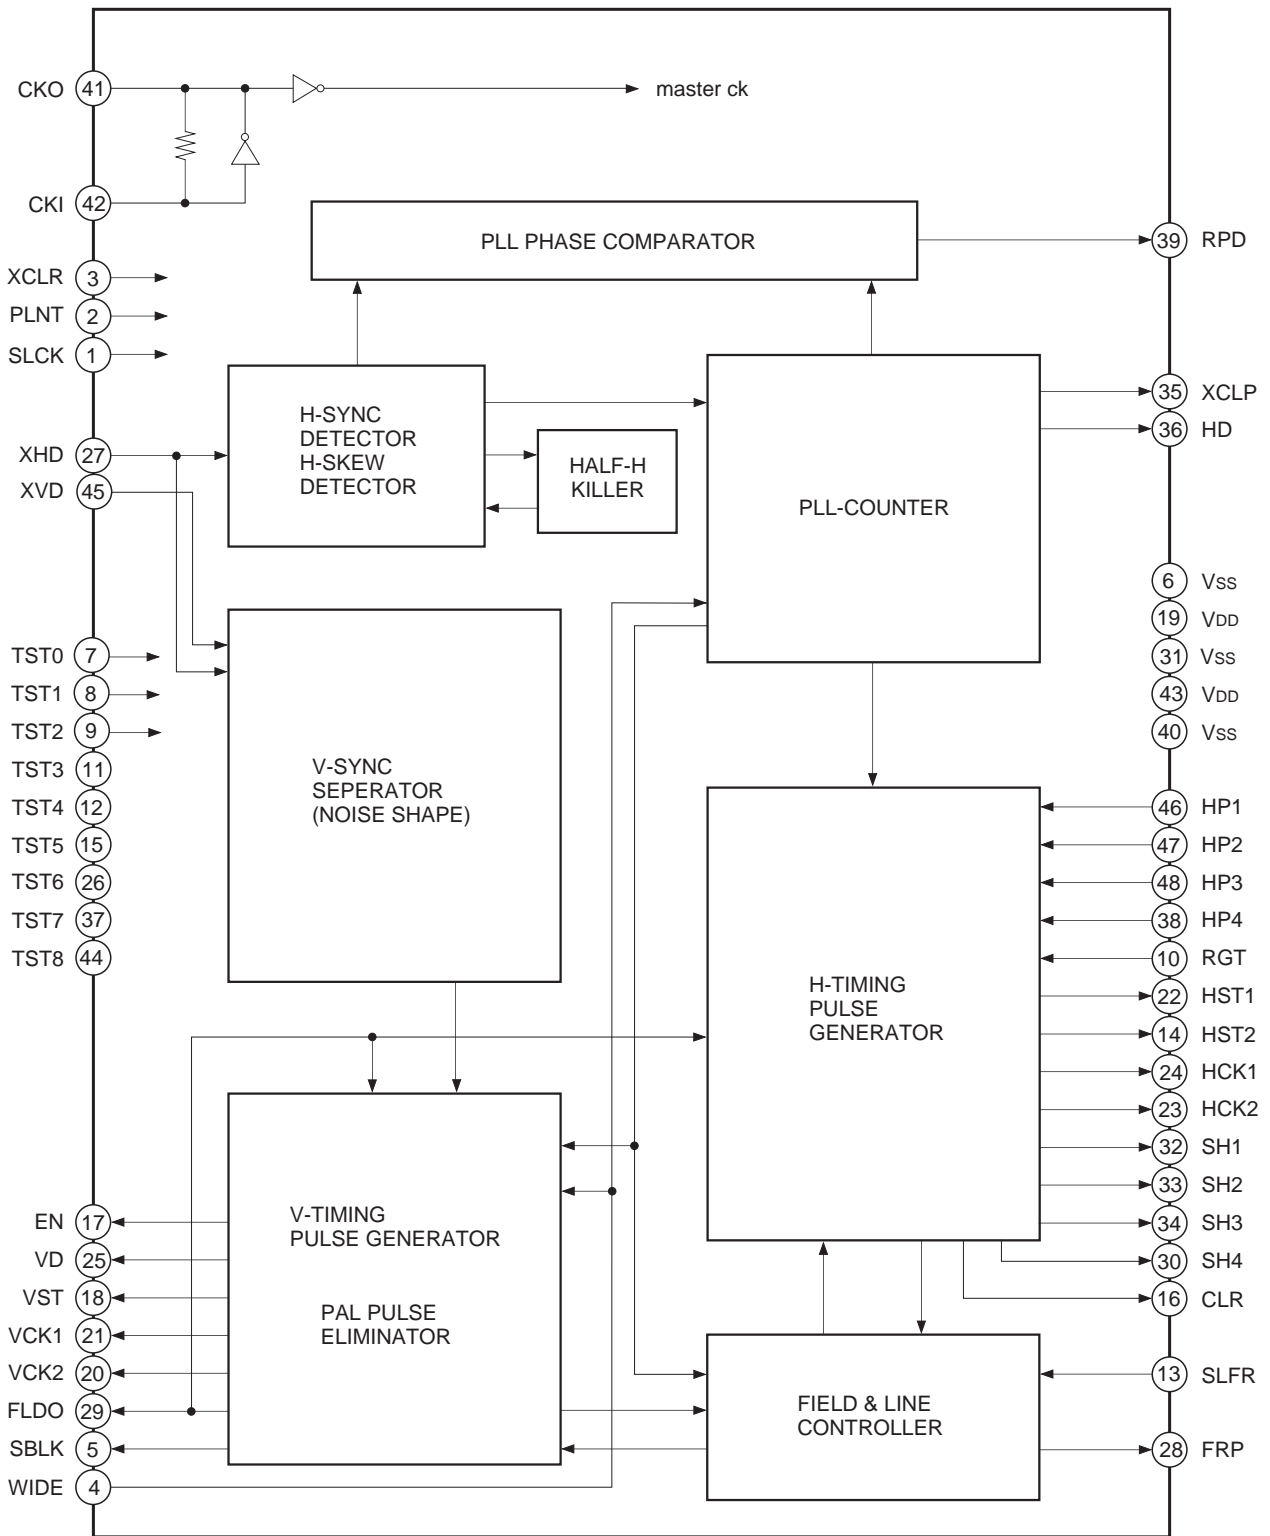 CKO 41
master ck
CKI 42
PLL PHASE COMPARATOR
39 RPD
XCLR 3
PLNT 2
SLCK 1
35 XCLP
36 HD
H-SYNC
DETECTOR
H-SKEW
DETECTOR
HALF-H
KILLER
PLL-COUNTER
XHD 27
XVD 45
6 VSS
19 VDD
31 VSS
43 VDD
40 VSS
TST0 7
TST1 8
TST2 9
TST3 11
TST4 12
TST5 15
TST6 26
TST7 37
TST8 44
V-SYNC
SEPERATOR
(NOISE SHAPE)
46 HP1
47 HP2
48 HP3
38 HP4
10 RGT
22 HST1
14 HST2
24 HCK1
23 HCK2
32 SH1
33 SH2
34 SH3
30 SH4
16 CLR
H-TIMING
PULSE
GENERATOR
V-TIMING
PULSE GENERATOR
PAL PULSE
ELIMINATOR
EN 17
VD 25
VST 18
VCK1 21
VCK2 20
FLDO 29
SBLK 5
WIDE 4
FIELD & LINE
CONTROLLER
13 SLFR
28 FRP